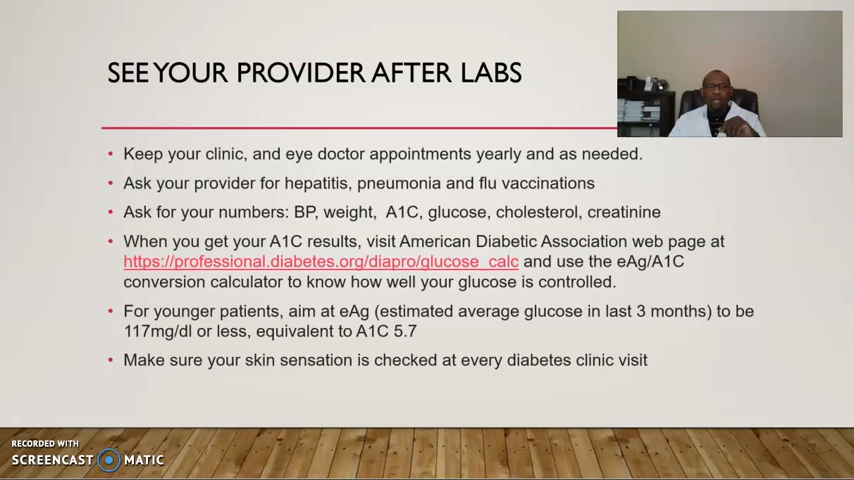 SEE YOUR PROVIDER AFTER LABS
• Keep your clinic, and eye doctor appointments yearly and as needed.
• Ask your provider for hepatitis, pneumonia and flu vaccinations
• Ask for your numbers: BP, weight, A1C, glucose, cholesterol, creatinine
• When you get your A1C results, visit American Diabetic Association web page at
https://professional.diabetes.org/diapro/glucose_calc and use the eAg/A1C
conversion calculator to know how well your glucose is controlled.
• For younger patients, aim at eAg (estimated average glucose in last 3 months) to be
117mg/dl or less, equivalent to A1C 5.7
• Make sure your skin sensation is checked at every diabetes clinic visit
RECORDED WITH
SCREENCAST MATIC